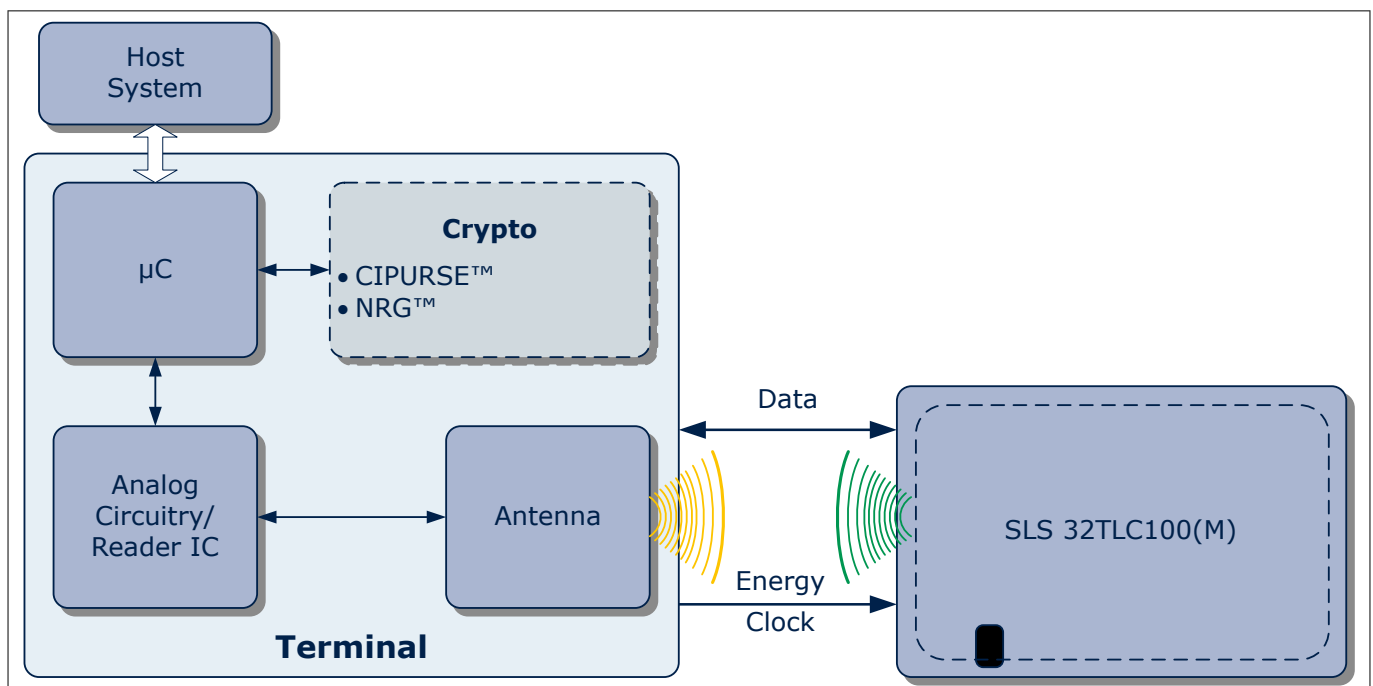 Host
System
µC
Crypto
• CIPURSE™
• NRG™
Analog
Circuitry/
Reader IC
Antenna
Terminal
Data
Energy
Clock
SLS 32TLC100(M)